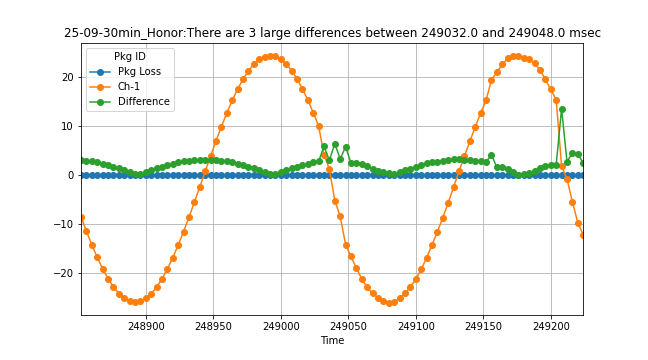 25-09-30min_Honor:There are 3 large differences between 249032.0 and 249048.0 msec
Pkg ID
Pkg Loss
Ch-1
Difference
20
10
0
−10
−20
248900 248950 249000 249050 249100 249150 249200
Time